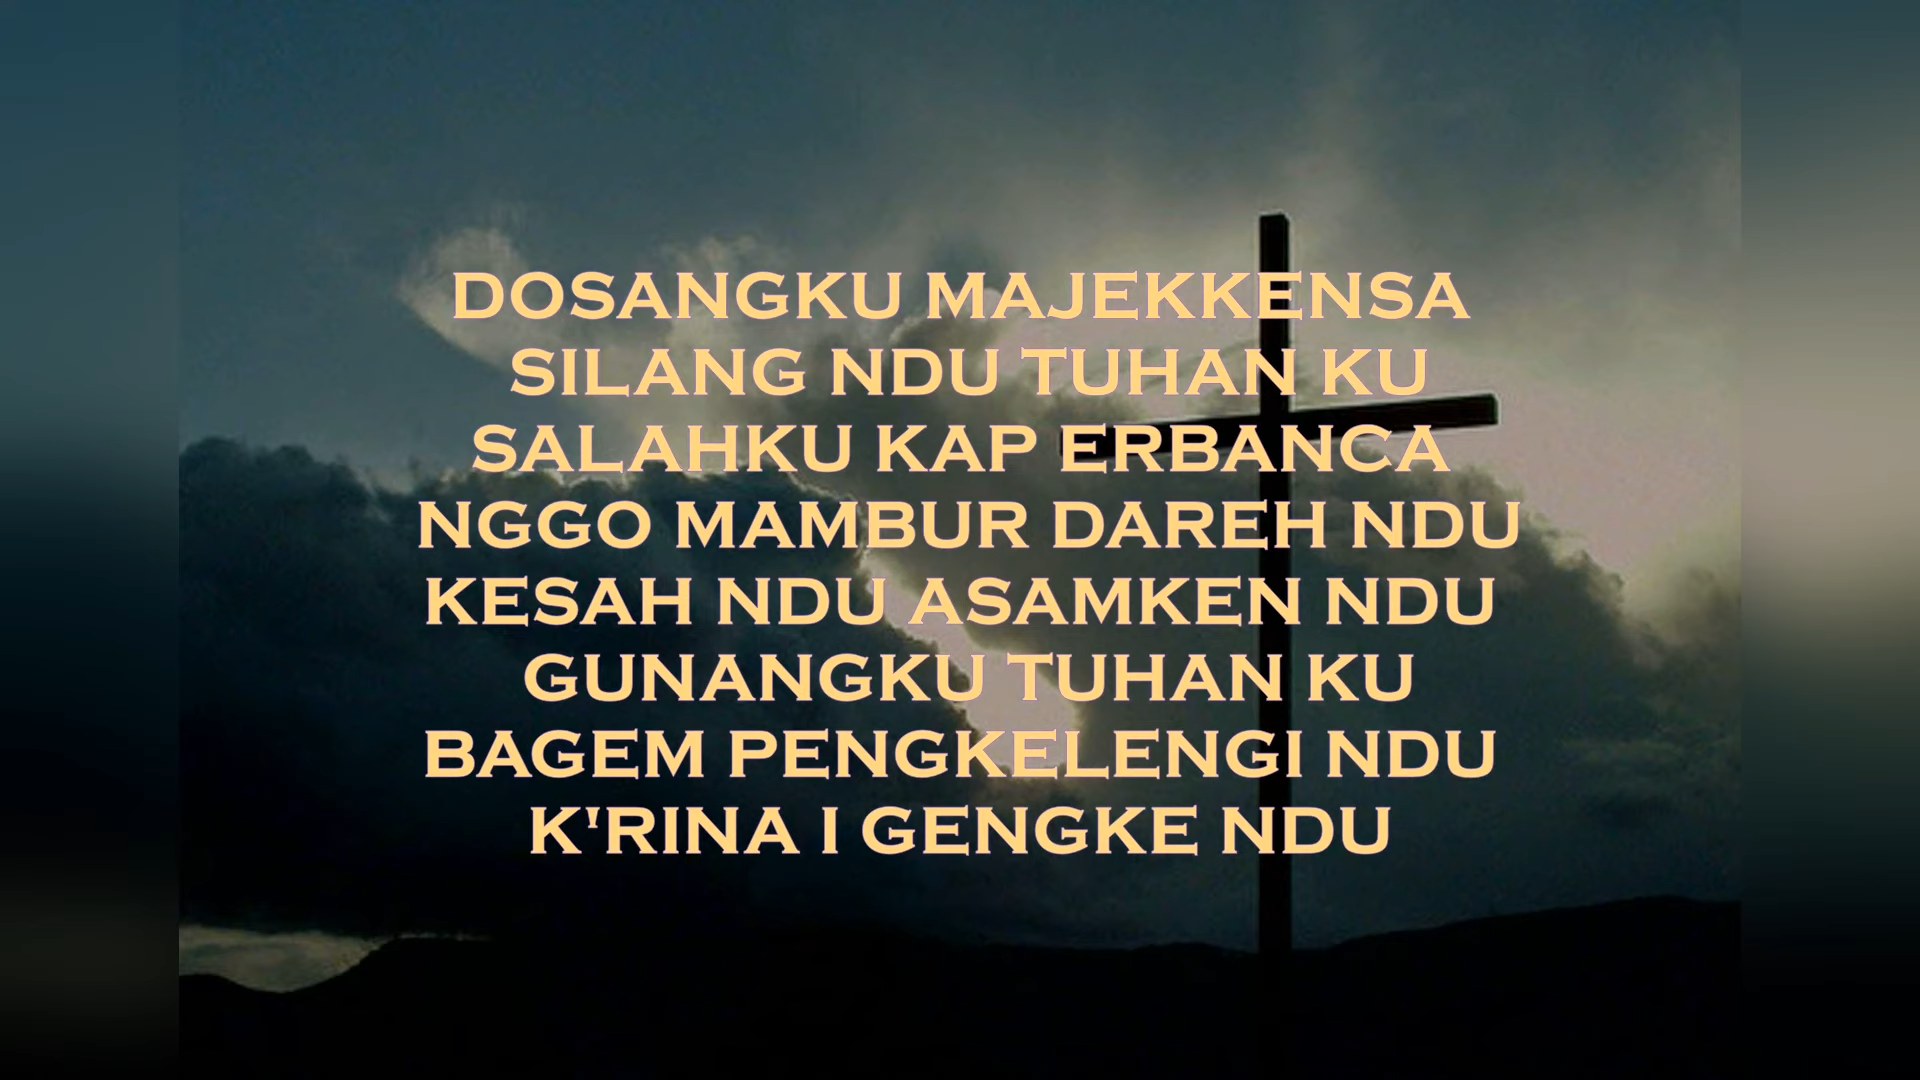 DOSANGKU MAJEKKENSA
SILANG NDU TUHAN KU
SALAHKU KAP ERBANCA
NGGO MAMBUR DAREH NDU
KESAH NDU ASAMKEN NDU
GUNANGKU TUHAN KU
BAGEM PENGKELENGI NDU
K'RINA I GENGKE NDU